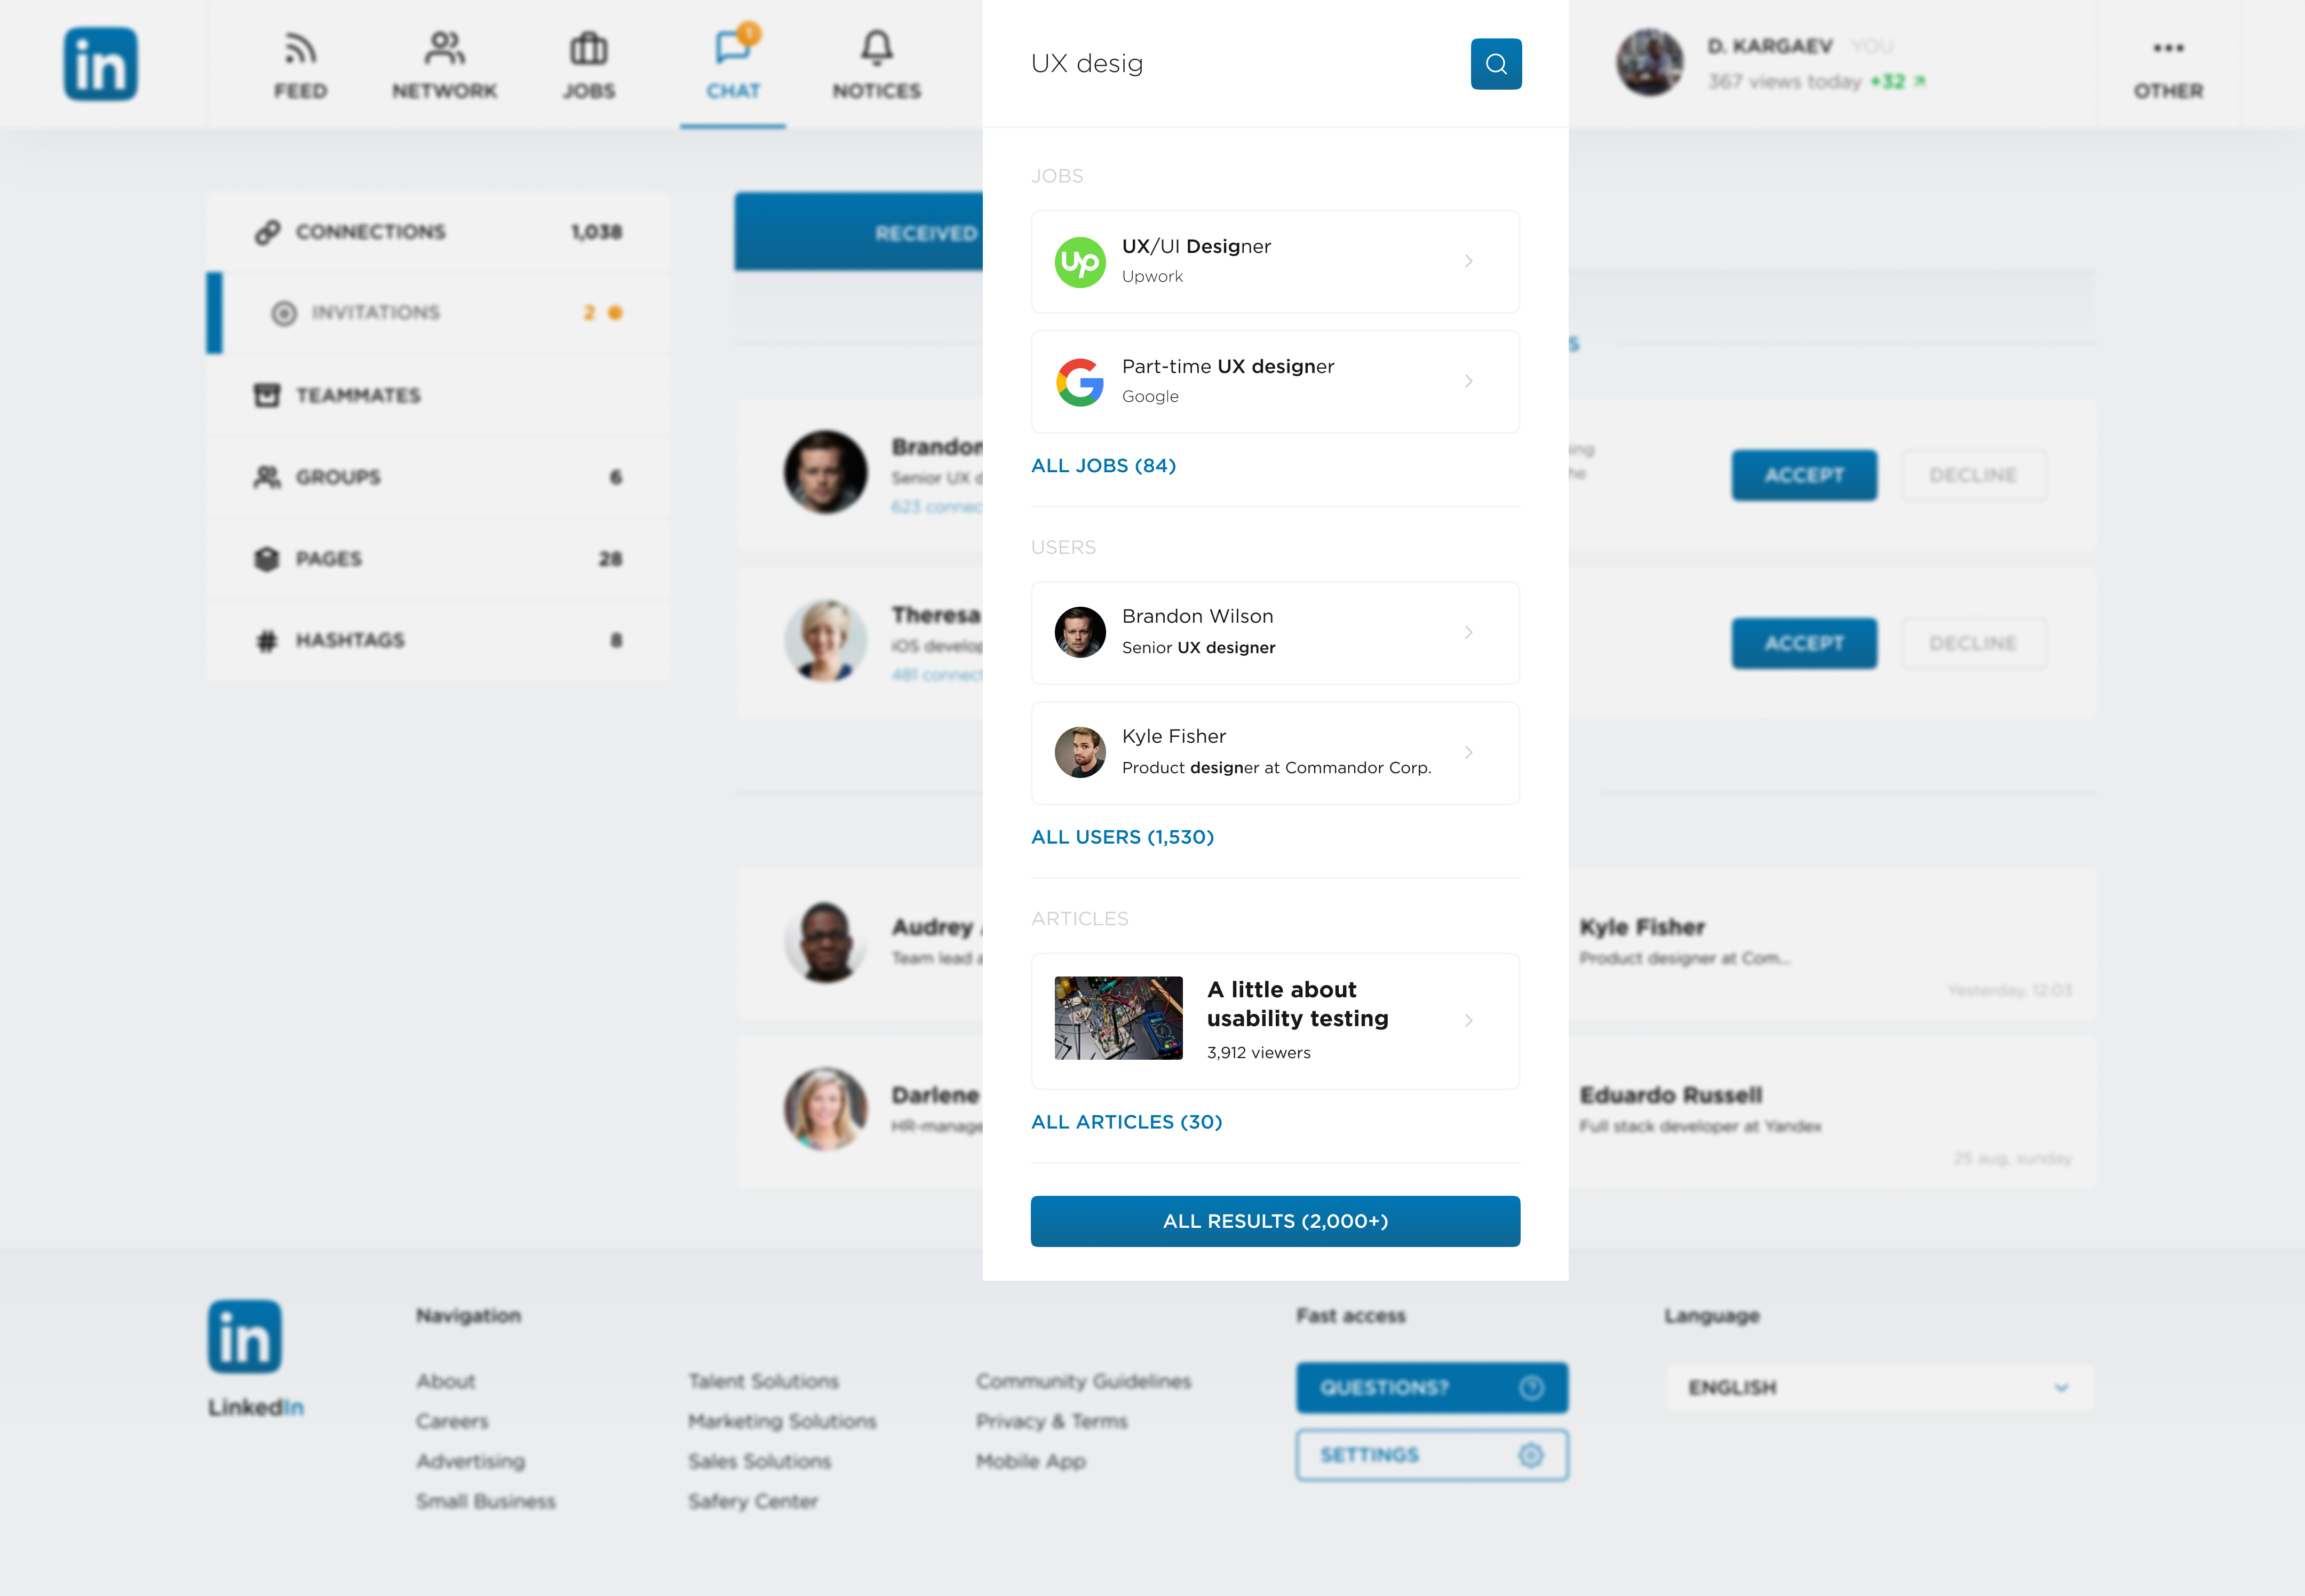 in
FEED
NETWORK
JOBS
1
CHAT
NOTICES
UX desig
D. KARGAEV YOU
367 views today +32
OTHER
CONNECTIONS 1,038
INVITATIONS 2
TEAMMATES
GROUPS 6
PAGES 28
HASHTAGS 8
RECEIVED
Brandon
Senior UX d
623 connec
ACCEPT
DECLINE
Theresa
iOS develop
481 connect
ACCEPT
DECLINE
Audrey
Team lead a
Darlene
HR-manage
JOBS
UX/UI Designer
Upwork
Part-time UX designer
Google
ALL JOBS (84)
USERS
Brandon Wilson
Senior UX designer
Kyle Fisher
Product designer at Commandor Corp.
ALL USERS (1,530)
ARTICLES
A little about
usability testing
3,912 viewers
ALL ARTICLES (30)
ALL RESULTS (2,000+)
Kyle Fisher
Product designer at Com...
Yesterday, 12:03
Eduardo Russell
Full stack developer at Yandex
25 aug, sunday
in
LinkedIn
Navigation
About
Careers
Advertising
Small Business
Talent Solutions
Marketing Solutions
Sales Solutions
Safery Center
Community Guidelines
Privacy & Terms
Mobile App
Fast access
QUESTIONS?
SETTINGS
Language
ENGLISH